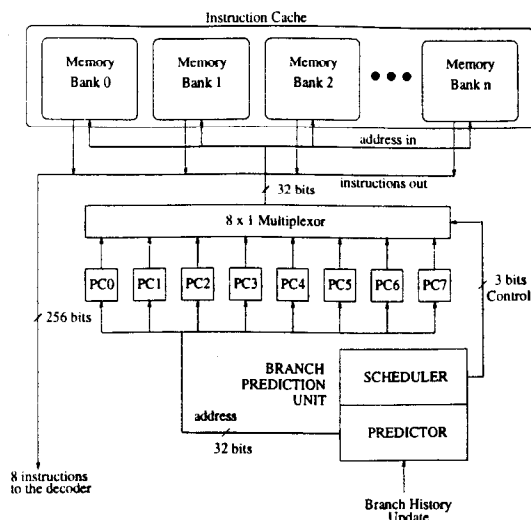 Instruction Cache
Memory
Bank 0
Memory
Bank 1
Memory
Bank 2
Memory
Bank n
address in
32 bits
instructions out
8 x 1 Multiplexor
PC0
PC1
PC2
PC3
PC4
PC5
PC6
PC7
3 bits
Control
256 bits
BRANCH
PREDICTION
UNIT
SCHEDULER
address
32 bits
PREDICTOR
8 instructions
to the decoder
Branch History
Update